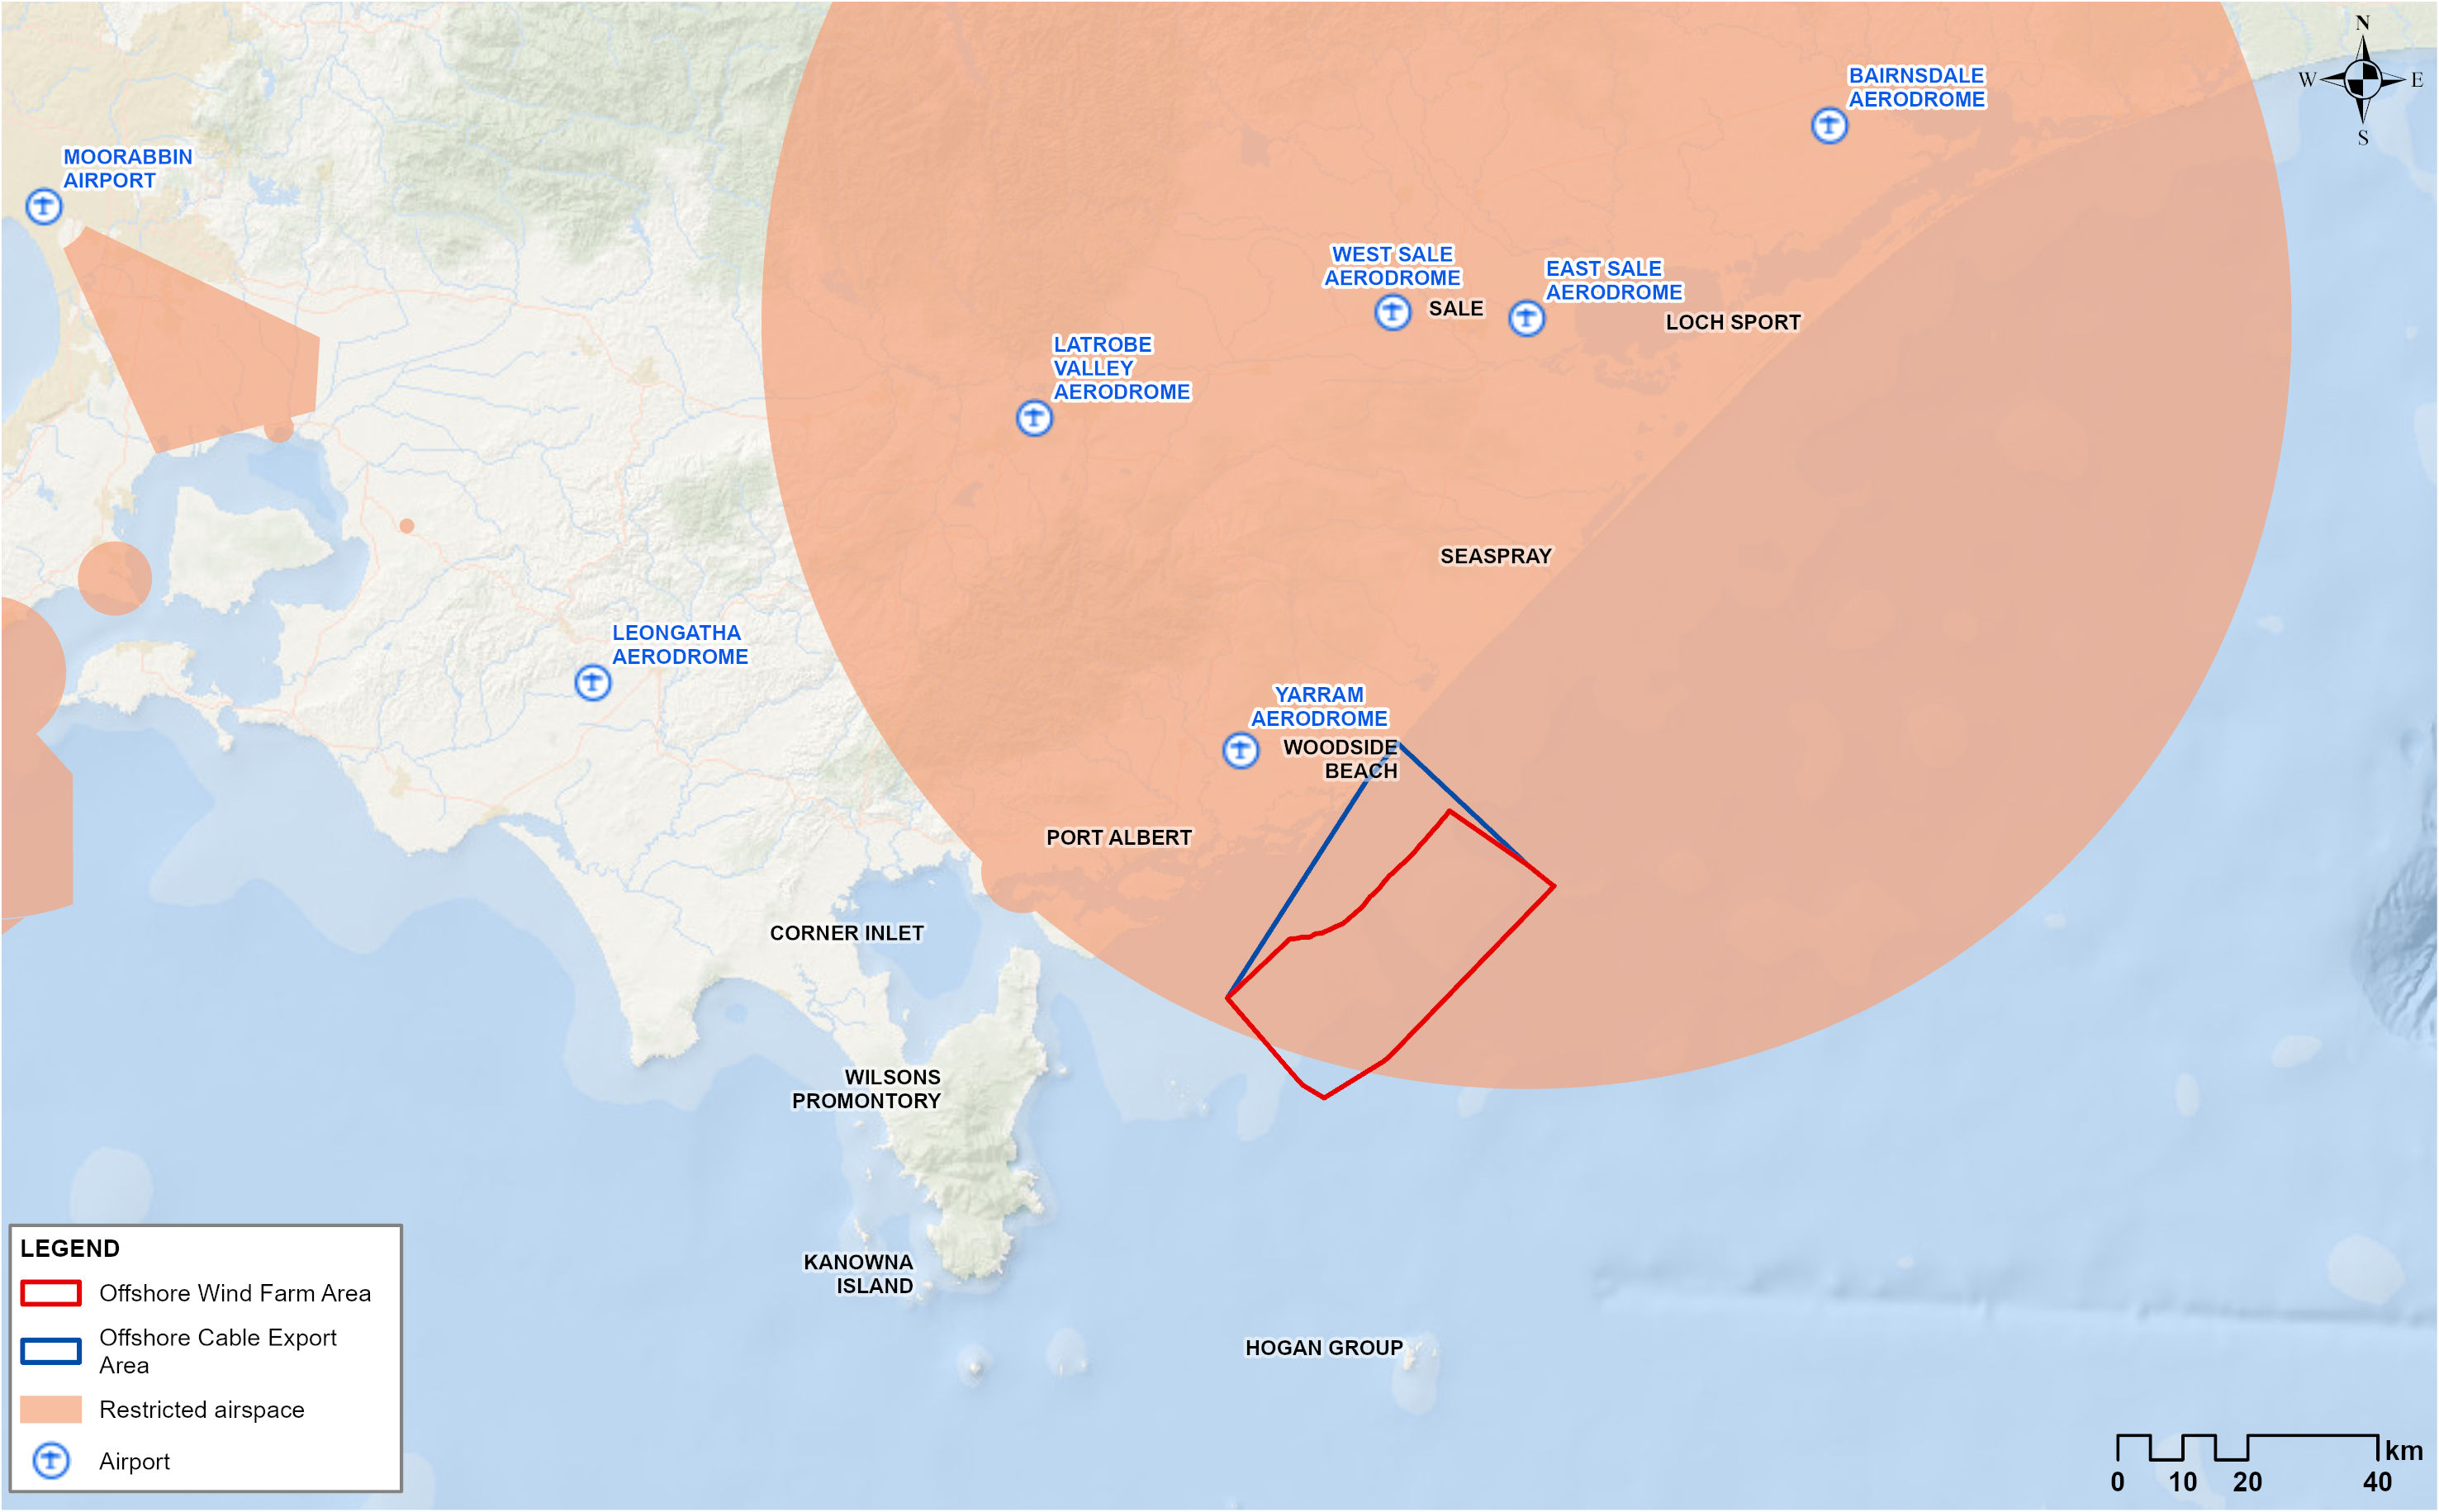 N
W E
S
BAIRNSDALE
AERODROME
MOORABBIN
AIRPORT
WEST SALE
AERODROME
EAST SALE
AERODROME
SALE
LOCH SPORT
LATROBE
VALLEY
AERODROME
SEASPRAY
LEONGATHA
AERODROME
YARRAM
AERODROME
WOODSIDE
BEACH
PORT ALBERT
CORNER INLET
WILSONS
PROMONTORY
KANOWNA
ISLAND
HOGAN GROUP
LEGEND
Offshore Wind Farm Area
Offshore Cable Export
Area
Restricted airspace
Airport
km
0 10 20 40